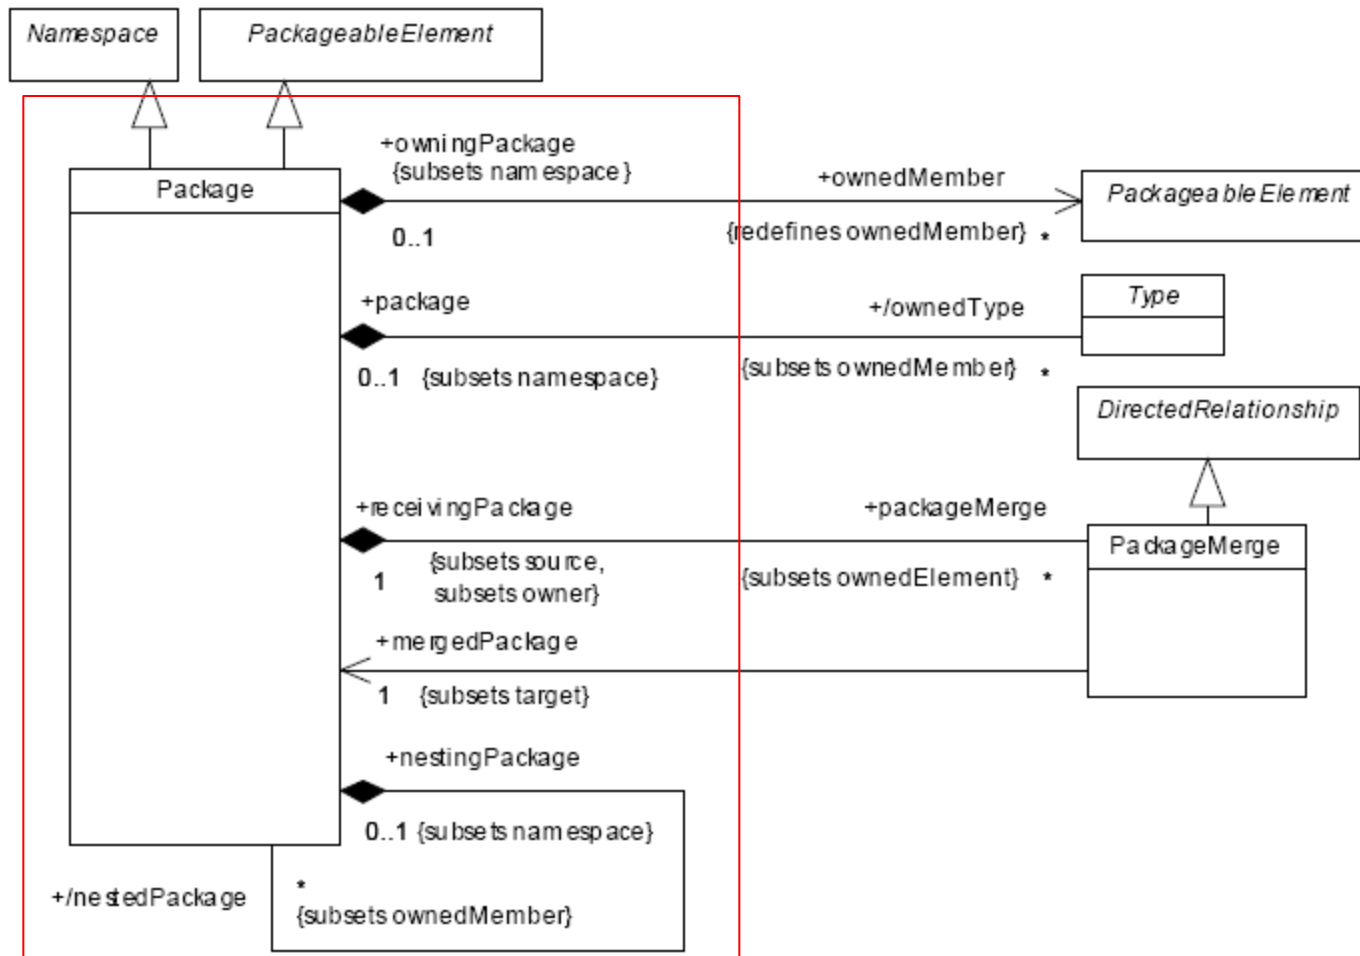 Namespace
PackageableElement
Package
+owningPackage
{subsets namespace}
0..1
+ownedMember
{redefines ownedMember} *
PackageableElement
+package
0..1 {subsets namespace}
+/ownedType
{subsets ownedMember} *
Type
DirectedRelationship
+receivingPackage
1 {subsets source,
subsets owner}
+packageMerge
{subsets ownedElement} *
PackageMerge
+mergedPackage
1 {subsets target}
+nestingPackage
0..1 {subsets namespace}
+/nestedPackage
*
{subsets ownedMember}